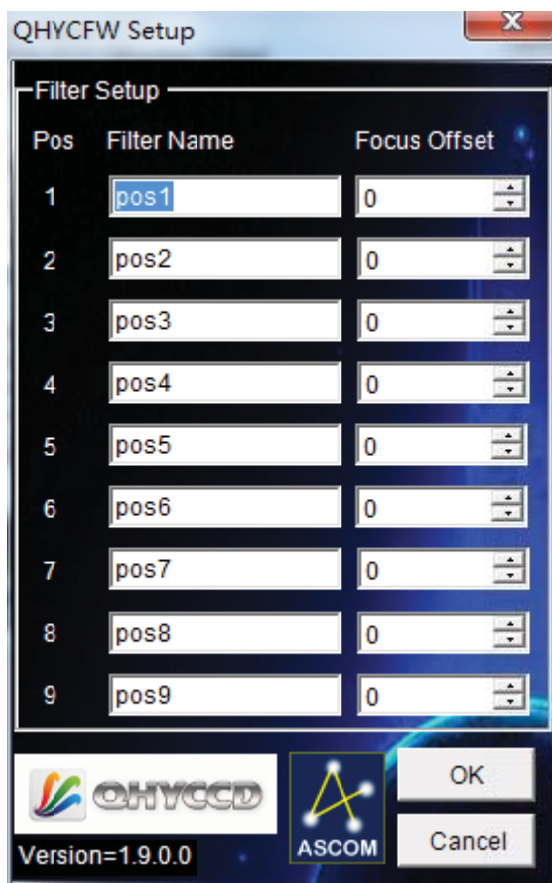 QHYCFW Setup
x
Filter Setup
Pos Filter Name Focus Offset
1 pos1 0
2 pos2 0
3 pos3 0
4 pos4 0
5 pos5 0
6 pos6 0
7 pos7 0
8 pos8 0
9 pos9 0
QHYCCD
ASCOM
OK
Cancel
Version=1.9.0.0